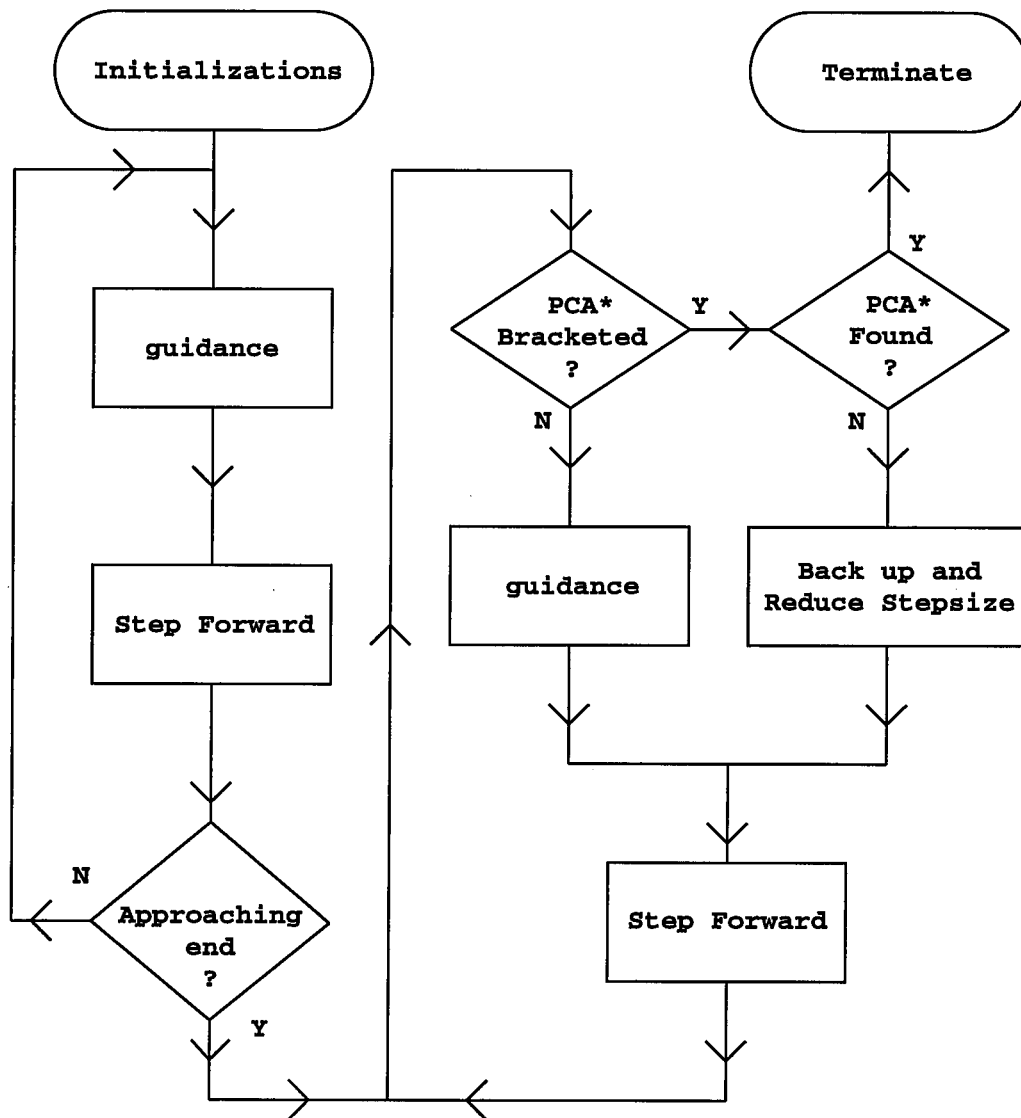 Initializations
guidance
Step Forward
N
Approaching
end
?
Y
PCA*
Bracketed
?
Y
N
guidance
Terminate
Y
PCA*
Found
?
N
Back up and
Reduce Stepsize
Step Forward